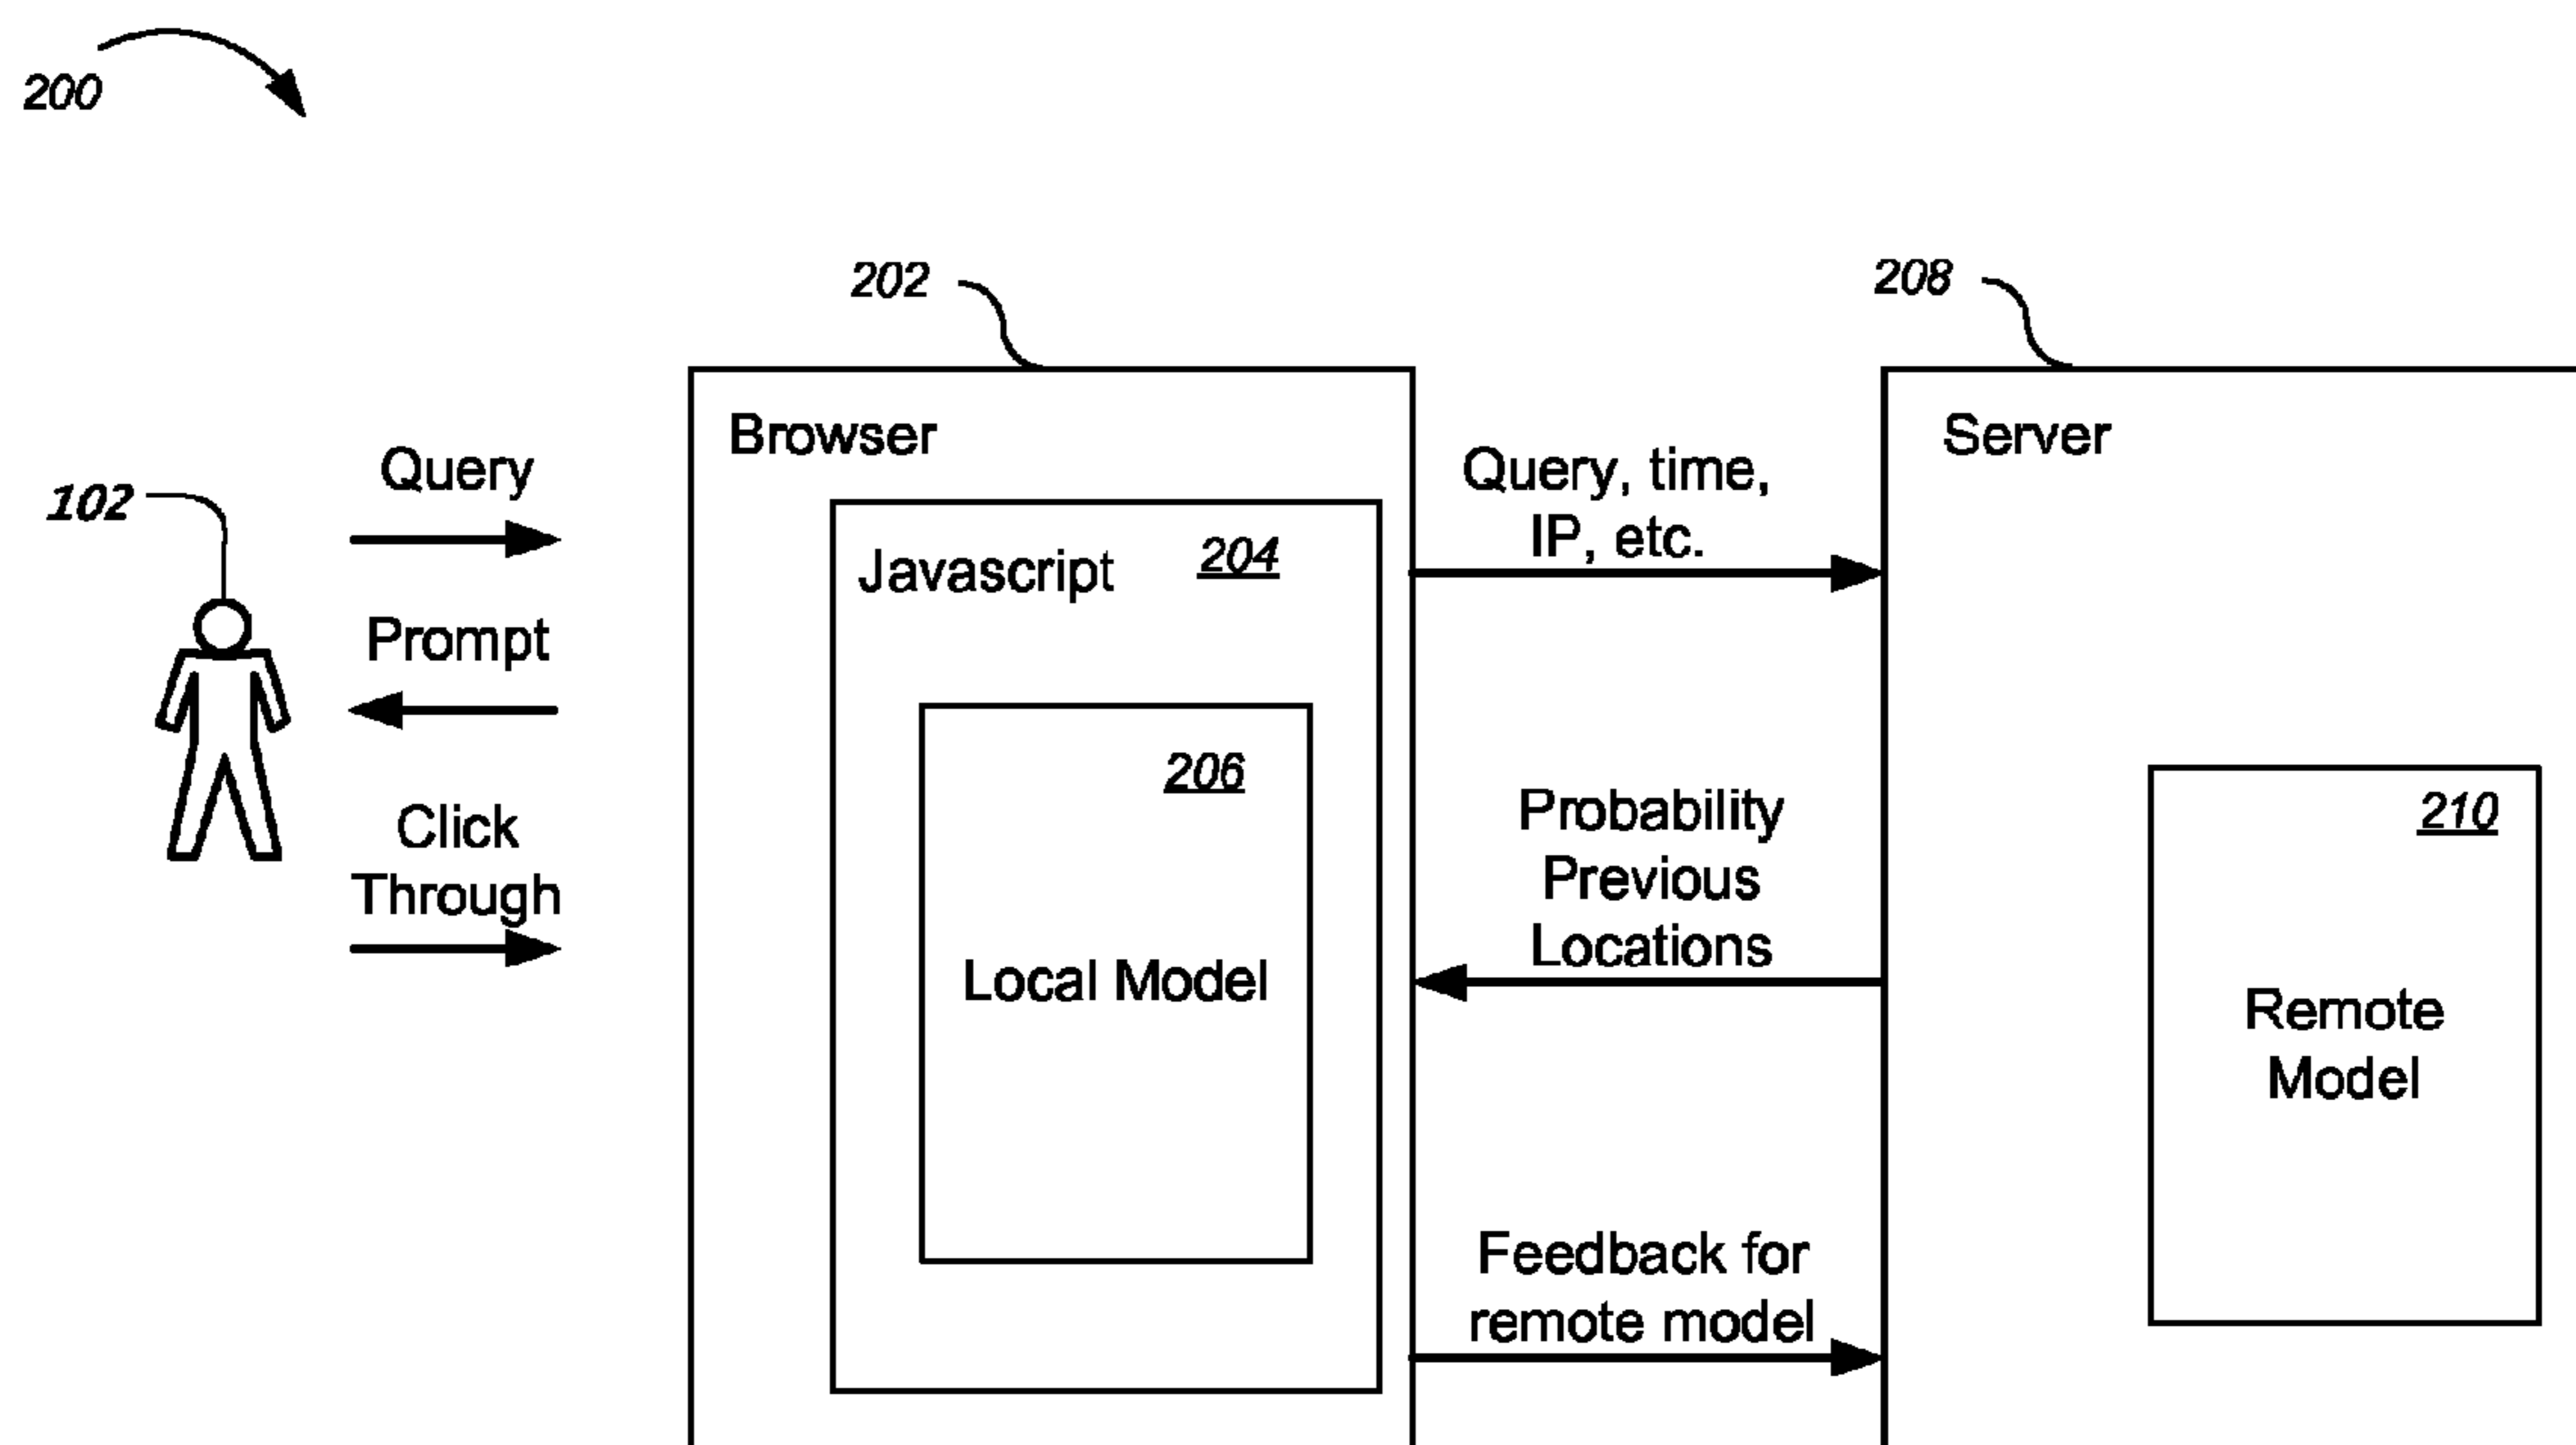 200
202
208
Browser
Server
Query
102
Query, time,
IP, etc.
Javascript
204
Prompt
206
Probability
Previous
Locations
210
Click
Through
Local Model
Remote
Model
Feedback for
remote model